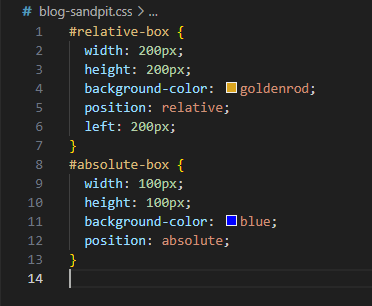 # blog-sandpit.css > ...
1 #relative-box {
2 width: 200px;
3 height: 200px;
4 background-color: goldenrod;
5 position: relative;
6 left: 200px;
7 }
8 #absolute-box {
9 width: 100px;
10 height: 100px;
11 background-color: blue;
12 position: absolute;
13 }
14